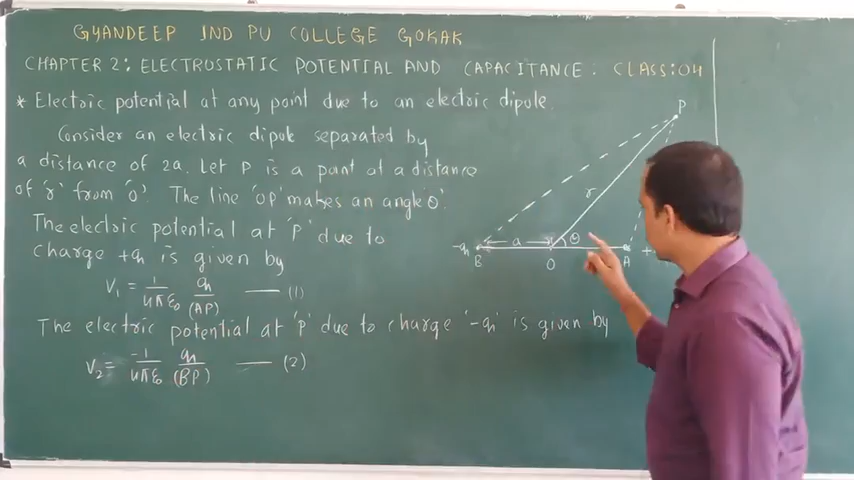 GYANDEEP IND PU COLLEGE GOKAK
CHAPTER 2: ELECTROSTATIC POTENTIAL AND CAPACITANCE: CLASS:04
* Electric potential at any point due to an electric dipole.
Consider an electric dipole separated by
a distance of 2a. Let P is a point at a distance
of 'r' from 'O'. The line 'OP' makes an angle 'θ'.
The electric potential at 'P' due to
charge +q is given by
V₁ = 1/4πε₀ q/(AP) —— (1)
The electric potential at 'P' due to charge '-q' is given by
V₂ = -1/4πε₀ q/(BP) —— (2)
P
r
-q a θ +
B O A